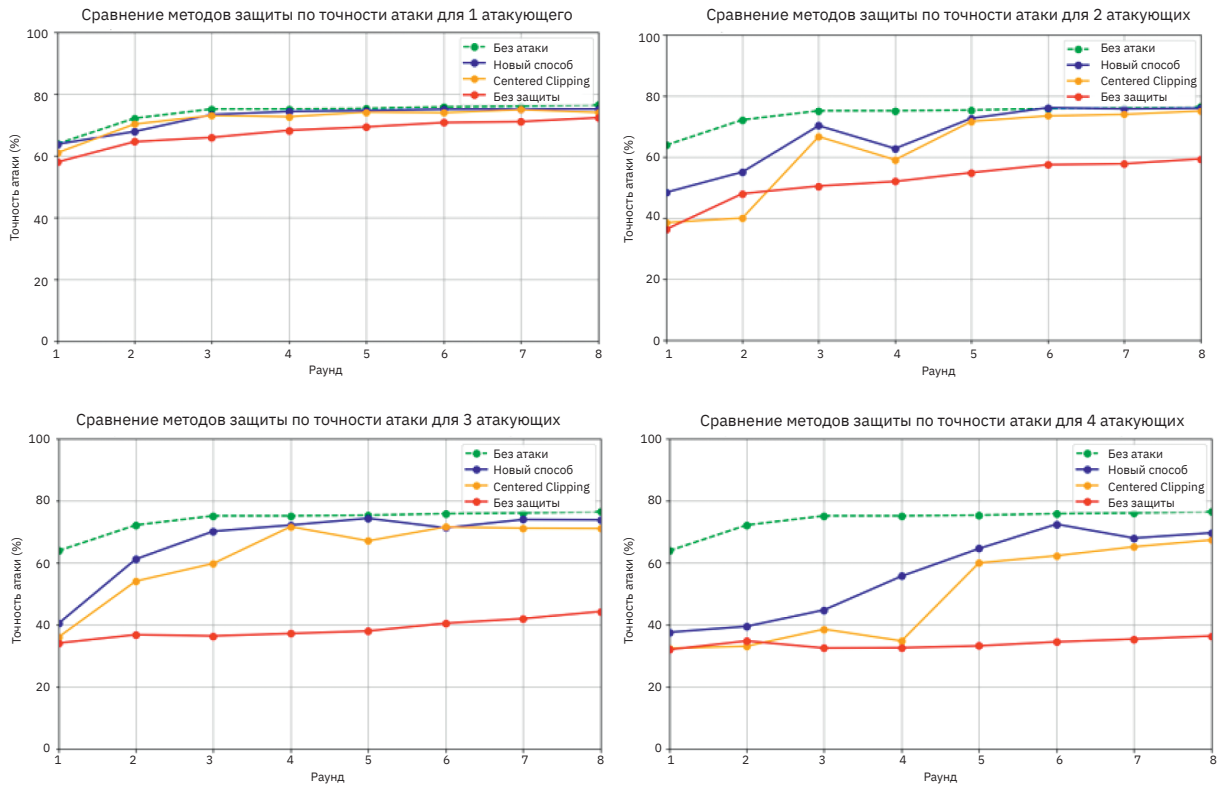 Сравнение методов защиты по точности атаки для 1 атакующего
100
80
60
40
20
0
Точность атаки (%)
1 2 3 4 5 6 7 8
Раунд
Без атаки
Новый способ
Centered Clipping
Без защиты
Сравнение методов защиты по точности атаки для 2 атакующих
100
80
60
40
20
0
Точность атаки (%)
1 2 3 4 5 6 7 8
Раунд
Без атаки
Новый способ
Centered Clipping
Без защиты
Сравнение методов защиты по точности атаки для 3 атакующих
100
80
60
40
20
0
Точность атаки (%)
1 2 3 4 5 6 7 8
Раунд
Без атаки
Новый способ
Centered Clipping
Без защиты
Сравнение методов защиты по точности атаки для 4 атакующих
100
80
60
40
20
0
Точность атаки (%)
1 2 3 4 5 6 7 8
Раунд
Без атаки
Новый способ
Centered Clipping
Без защиты